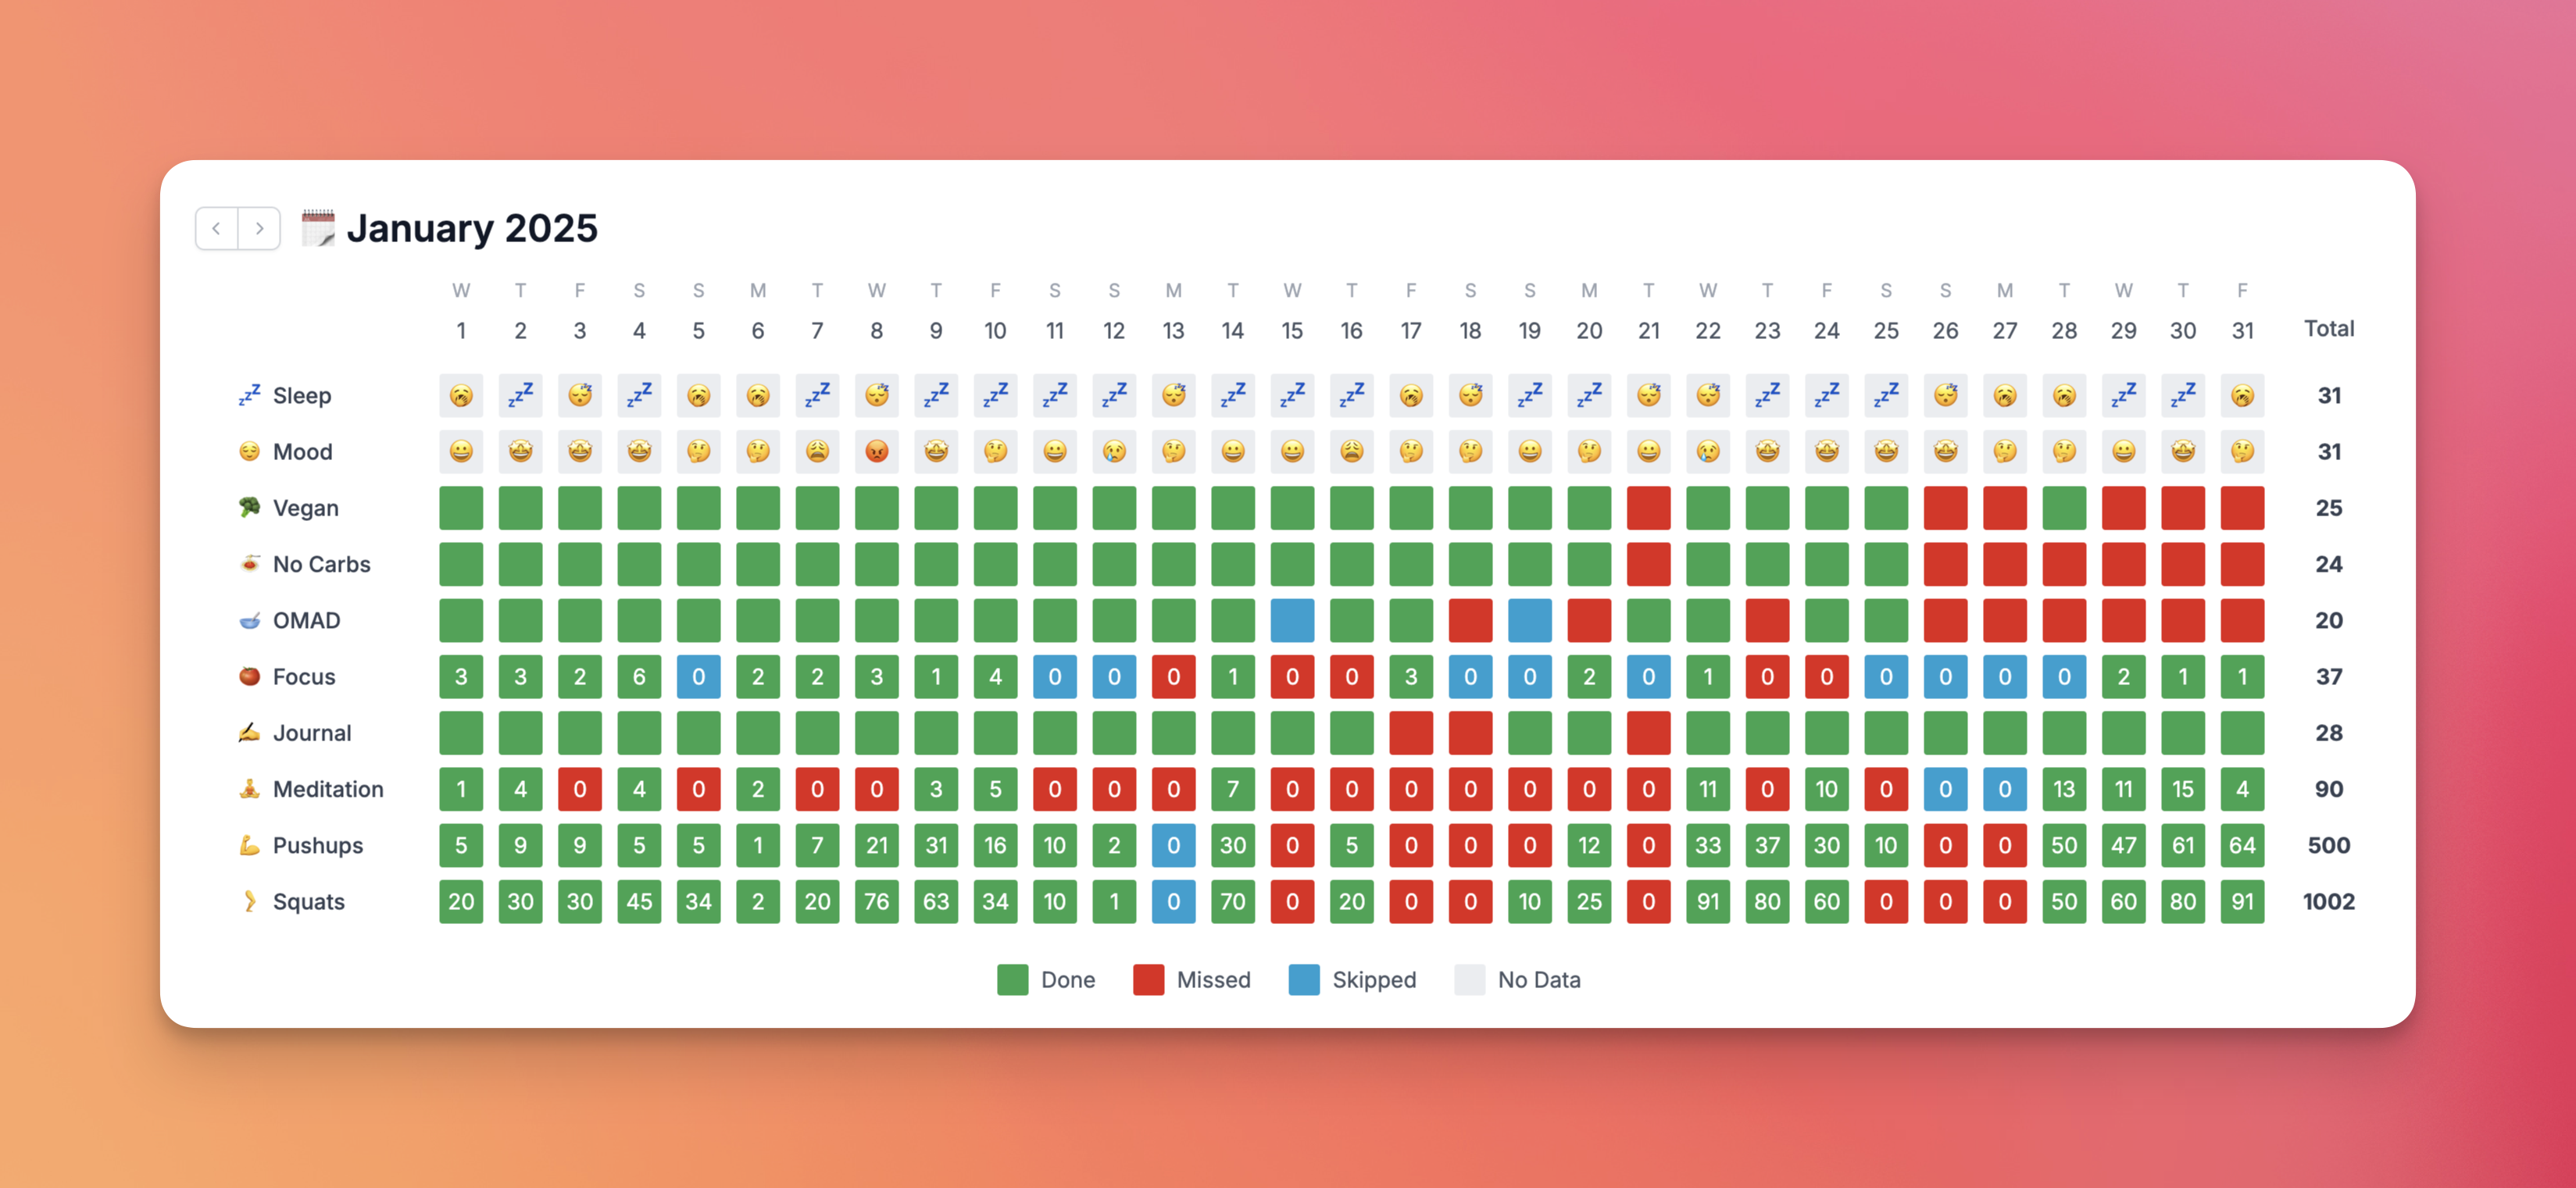 January 2025
W T F S S M T W T F S S M T W T F S S M T W T F S S M T W T F
1 2 3 4 5 6 7 8 9 10 11 12 13 14 15 16 17 18 19 20 21 22 23 24 25 26 27 28 29 30 31 Total
Sleep 31
Mood 31
Vegan 25
No Carbs 24
OMAD 20
Focus 3 3 2 6 0 2 2 3 1 4 0 0 0 1 0 0 3 0 0 2 0 1 0 0 0 0 0 0 2 1 1 37
Journal 28
Meditation 1 4 0 4 0 2 0 0 3 5 0 0 0 7 0 0 0 0 0 0 0 11 0 10 0 0 0 13 11 15 4 90
Pushups 5 9 9 5 5 1 7 21 31 16 10 2 0 30 0 5 0 0 0 12 0 33 37 30 10 0 0 50 47 61 64 500
Squats 20 30 30 45 34 2 20 76 63 34 10 1 0 70 0 20 0 0 10 25 0 91 80 60 0 0 0 50 60 80 91 1002
Done Missed Skipped No Data